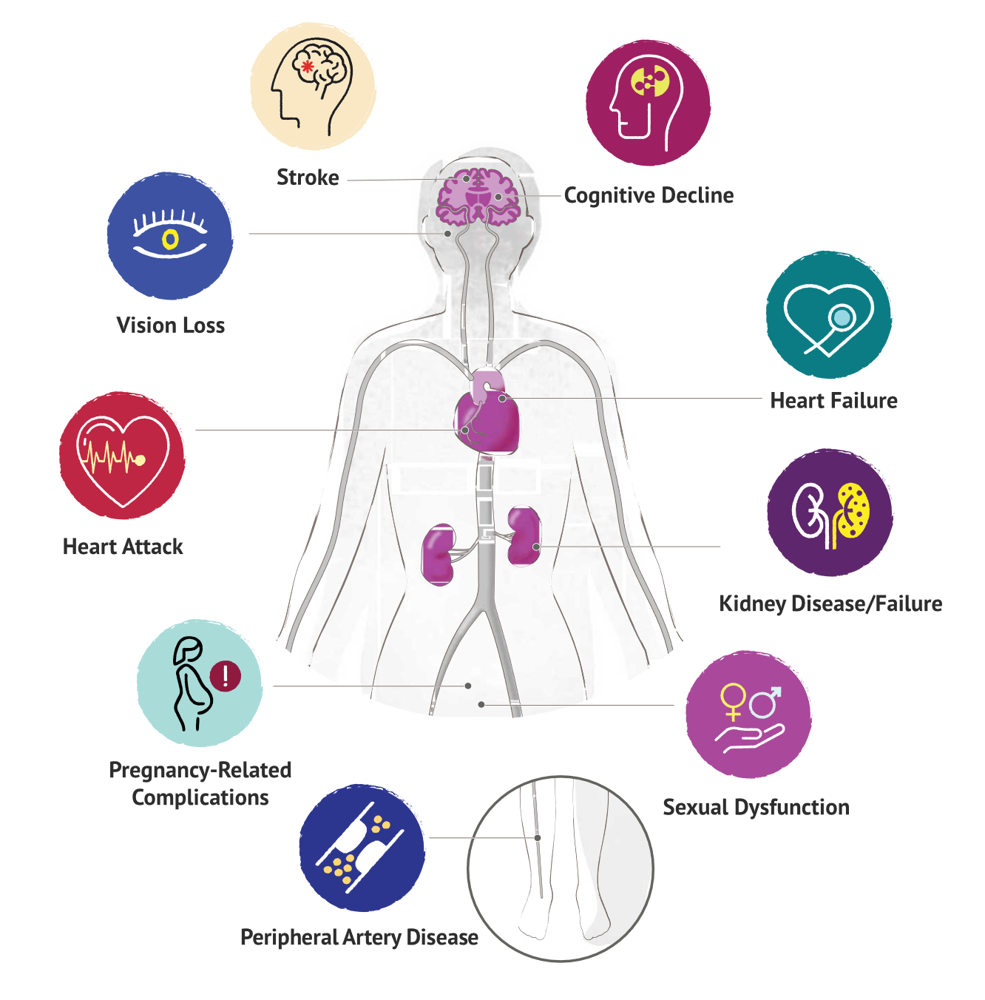 Stroke
Cognitive Decline
Vision Loss
Heart Failure
Heart Attack
Kidney Disease/Failure
Pregnancy-Related
Complications
Sexual Dysfunction
Peripheral Artery Disease